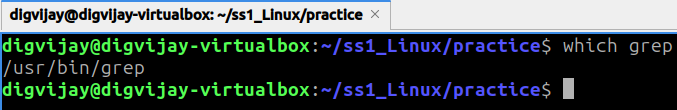 digvijay@digvijay-virtualbox: ~/ss1_Linux/practice ×
digvijay@digvijay-virtualbox:~/ss1_Linux/practice$ which grep
/usr/bin/grep
digvijay@digvijay-virtualbox:~/ss1_Linux/practice$